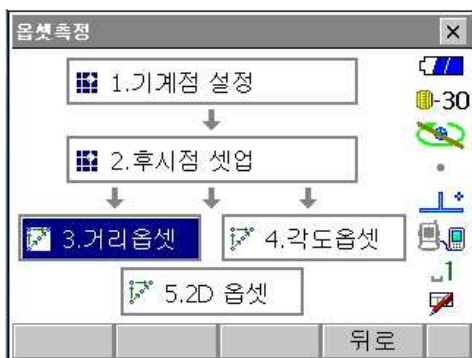 옵셋측정
1.기계점 설정
-30
2.후시점 셋업
3.거리옵셋
4.각도옵셋
1
5.2D 옵셋
뒤로